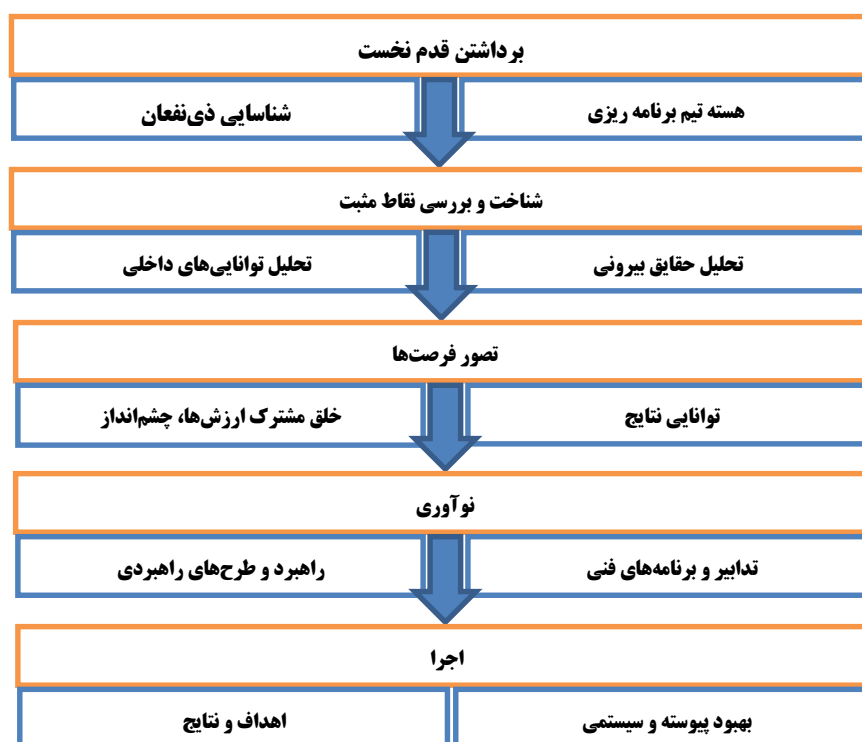 برداشتن قدم نخست
هسته تیم برنامه ریزی
شناسایی ذی‌نفعان
شناخت و بررسی نقاط مثبت
تحلیل حقایق بیرونی
تحلیل توانایی‌های داخلی
تصور فرصت‌ها
توانایی نتایج
خلق مشترک ارزش‌ها، چشم‌انداز
نوآوری
تدابیر و برنامه‌های فنی
راهبرد و طرح‌های راهبردی
اجرا
بهبود پیوسته و سیستمی
اهداف و نتایج